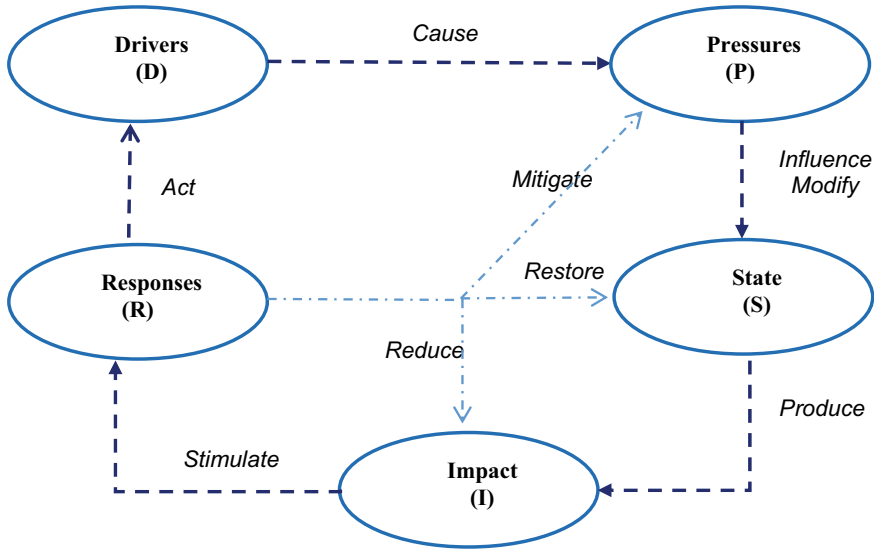 Drivers
(D)
Cause
Pressures
(P)
Act
Mitigate
Influence
Modify
Responses
(R)
Restore
State
(S)
Reduce
Produce
Stimulate
Impact
(I)